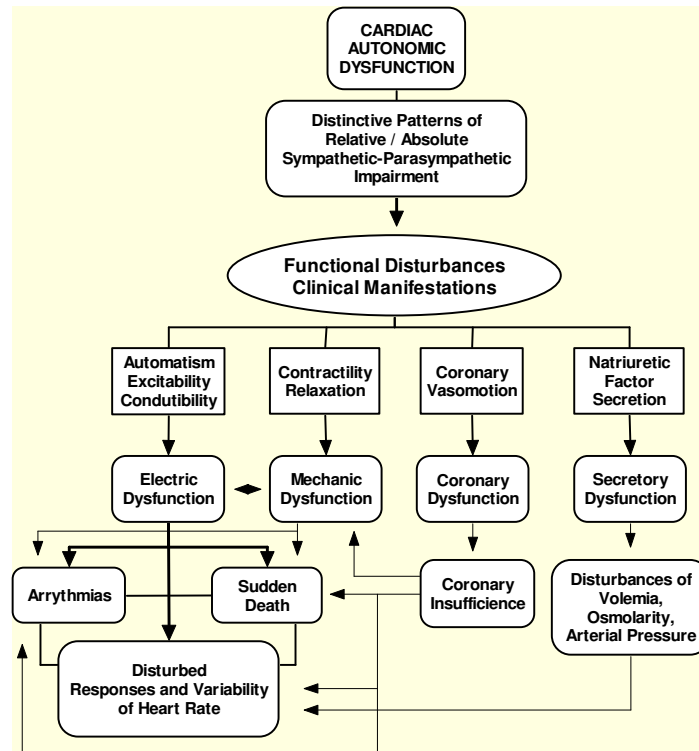 CARDIAC
AUTONOMIC
DYSFUNCTION
Distinctive Patterns of
Relative / Absolute
Sympathetic-Parasympathetic
Impairment
Functional Disturbances
Clinical Manifestations
Automatism
Excitability
Condutibility
Contractility
Relaxation
Coronary
Vasomotion
Natriuretic
Factor
Secretion
Electric
Dysfunction
Mechanic
Dysfunction
Coronary
Dysfunction
Secretory
Dysfunction
Arrythmias
Sudden
Death
Coronary
Insufficience
Disturbances of
Volemia,
Osmolarity,
Arterial Pressure
Disturbed
Responses and Variability
of Heart Rate